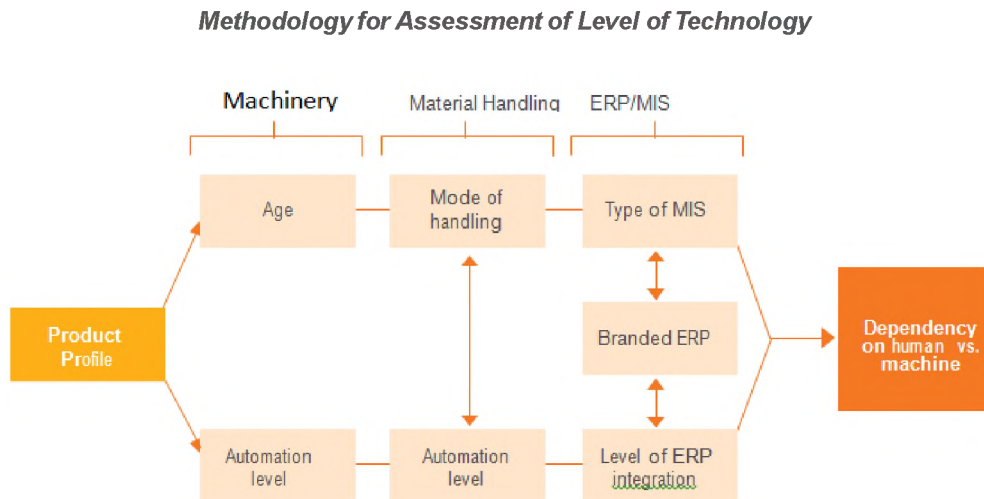 Methodology for Assessment of Level of Technology
Machinery
Material Handling
ERP/MIS
Age
Mode of
handling
Type of MIS
Product
Profile
Branded ERP
Dependency
on human vs.
machine
Automation
level
Automation
level
Level of ERP
integration